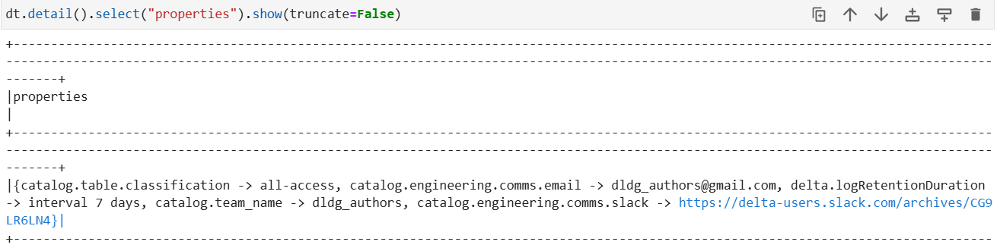 dt.detail().select("properties").show(truncate=False)
+---------------------------------------------------------------------------------------------------------------------------------
-----------------------------------------------------------------------------------------------------------------------------------
-------+
|properties
|
+---------------------------------------------------------------------------------------------------------------------------------
-----------------------------------------------------------------------------------------------------------------------------------
-------+
|{catalog.table.classification -> all-access, catalog.engineering.comms.email -> dldg_authors@gmail.com, delta.logRetentionDuration
-> interval 7 days, catalog.team_name -> dldg_authors, catalog.engineering.comms.slack -> https://delta-users.slack.com/archives/CG9
LR6LN4}|
+---------------------------------------------------------------------------------------------------------------------------------